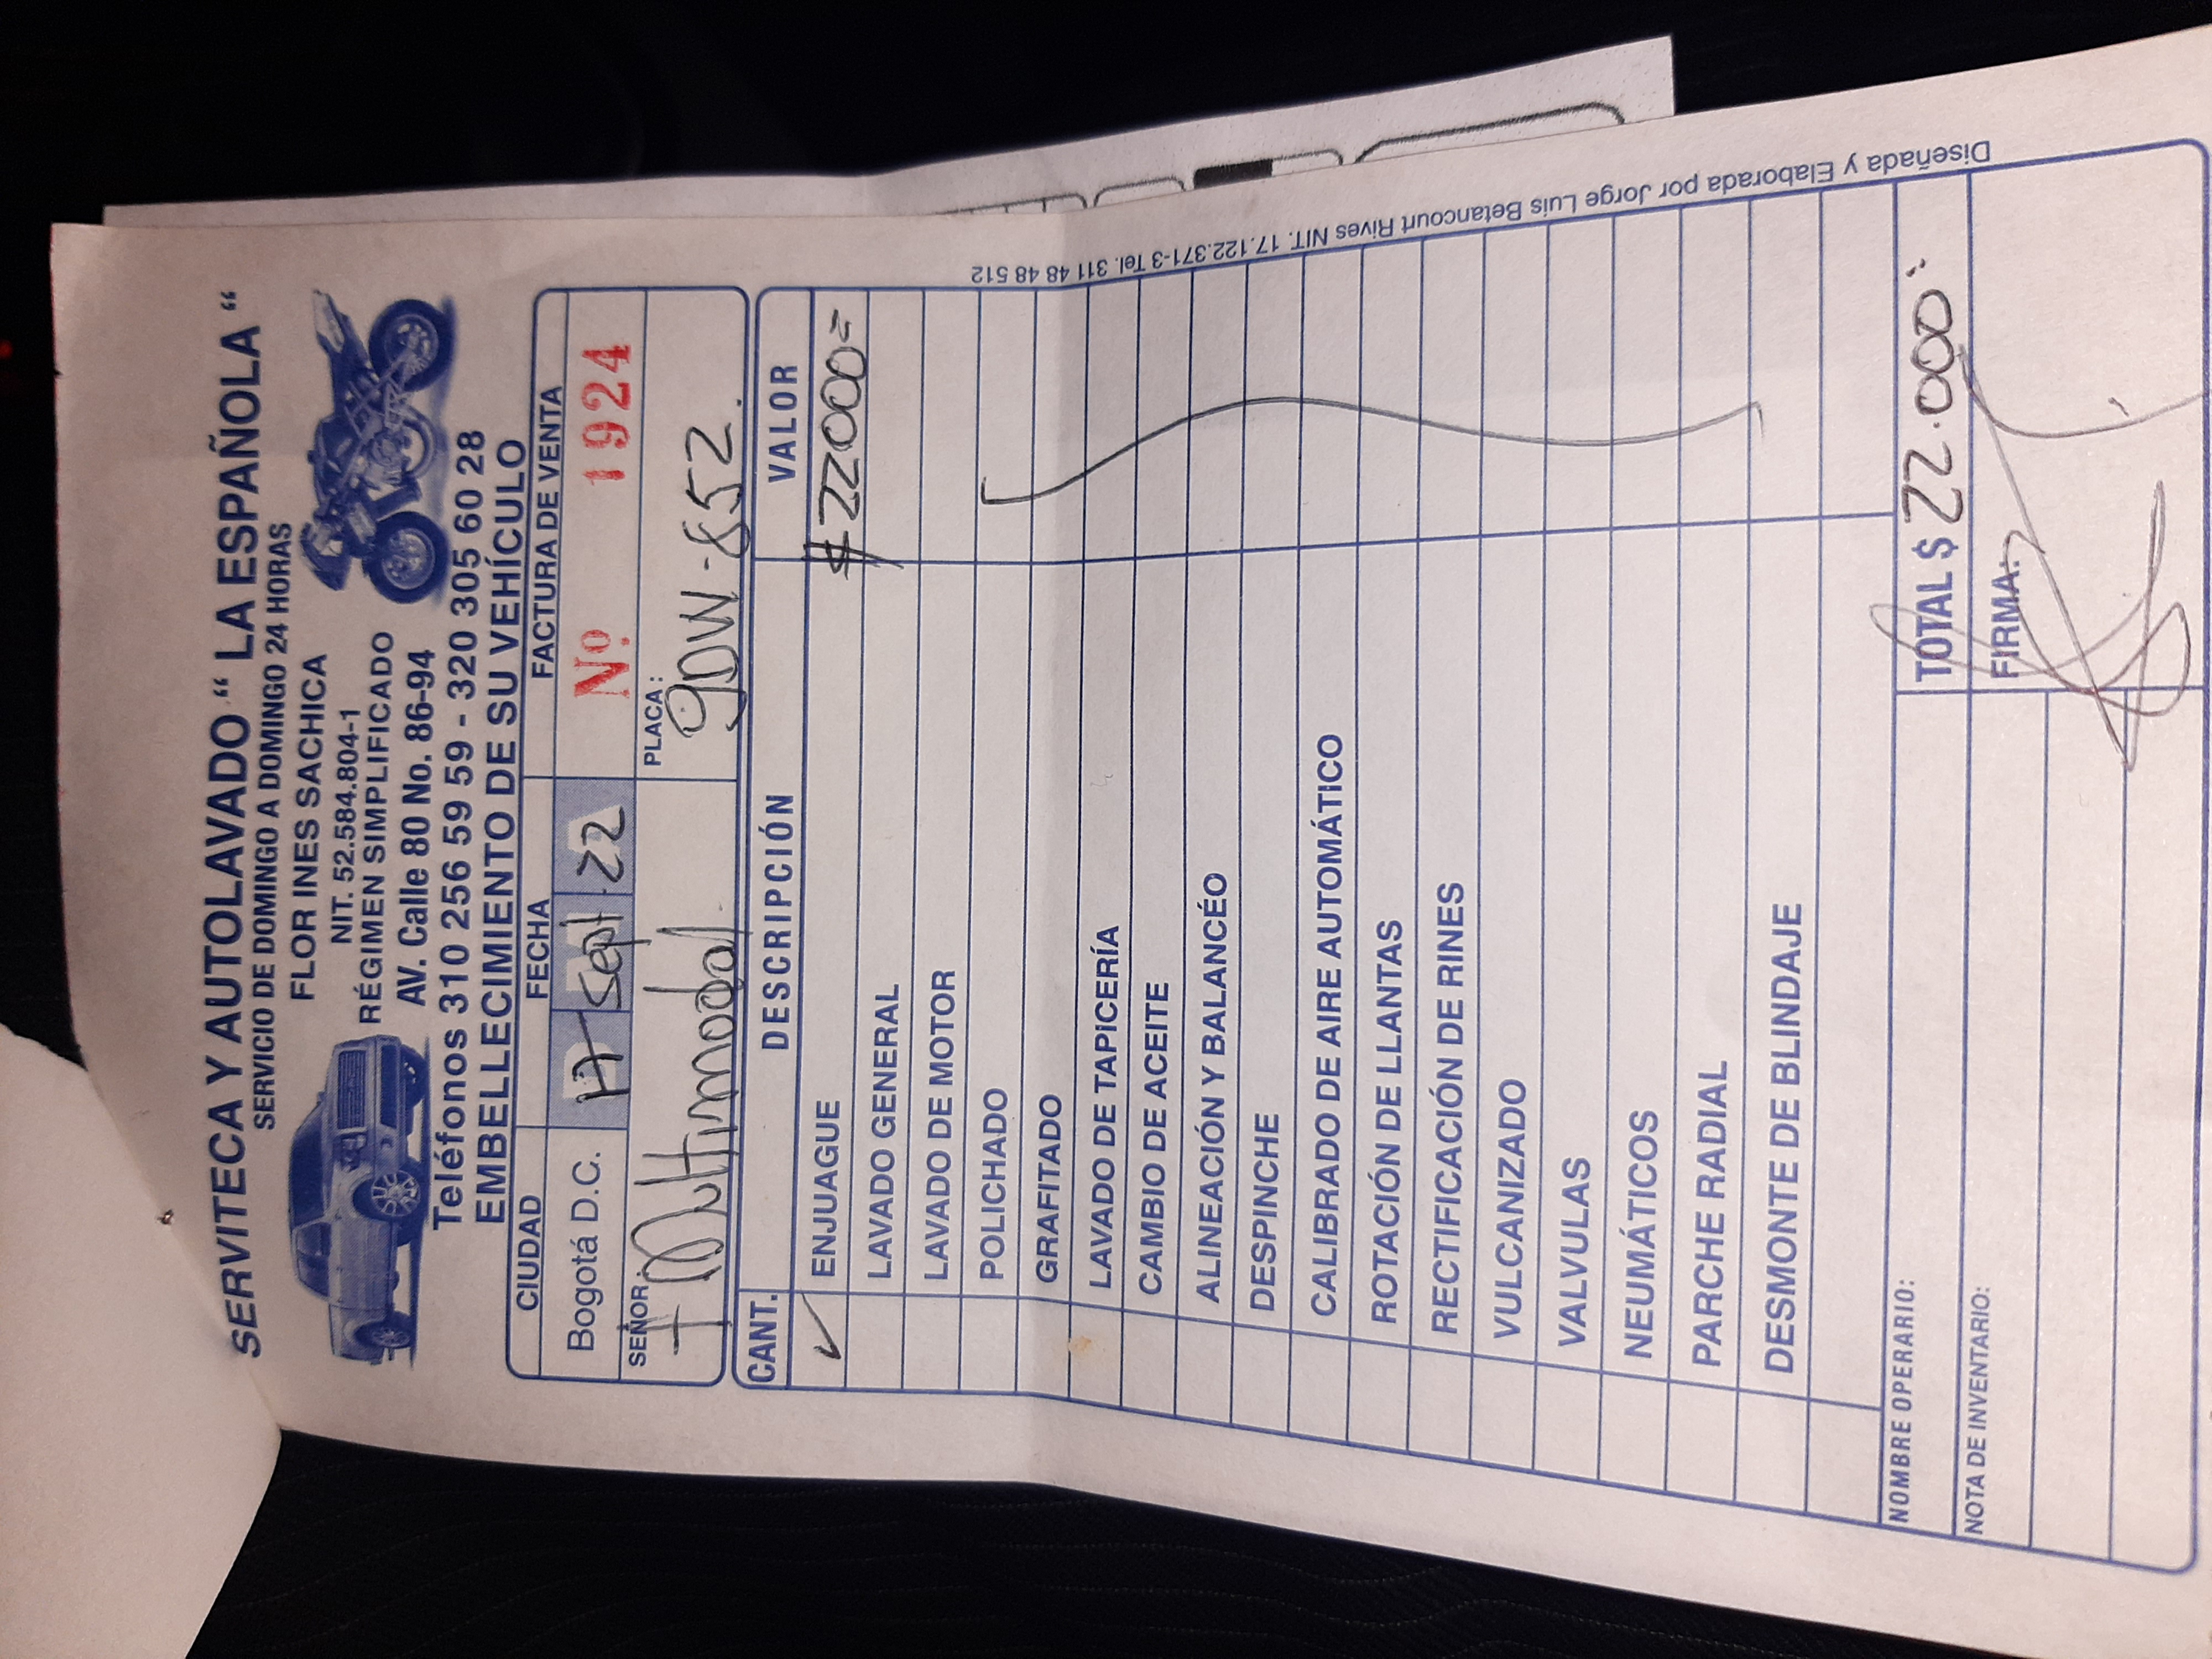 SERVITECA Y AUTOLAVADO “ LA ESPAÑOLA “
SERVICIO DE DOMINGO A DOMINGO 24 HORAS
FLOR INES SACHICA
NIT. 52.584.804-1
RÉGIMEN SIMPLIFICADO
AV. Calle 80 No. 86-94
Teléfonos 310 256 59 59 - 320 305 60 28
EMBELLECIMIENTO DE SU VEHÍCULO
CIUDAD FECHA FACTURA DE VENTA
Bogotá D.C. 17 Sept 22 Nº 1924
SEÑOR: PLACA:
Multimodal. gDW-852.
CANT. DESCRIPCIÓN VALOR
✓ ENJUAGUE $22000=
LAVADO GENERAL
LAVADO DE MOTOR
POLICHADO
GRAFITADO
LAVADO DE TAPICERÍA
CAMBIO DE ACEITE
ALINEACIÓN Y BALANCÉO
DESPINCHE
CALIBRADO DE AIRE AUTOMÁTICO
ROTACIÓN DE LLANTAS
RECTIFICACIÓN DE RINES
VULCANIZADO
VALVULAS
NEUMÁTICOS
PARCHE RADIAL
DESMONTE DE BLINDAJE
NOMBRE OPERARIO: TOTAL $ 22.000=
NOTA DE INVENTARIO: FIRMA:
Diseñada y Elaborada por Jorge Luis Betancourt Rives NIT. 17.122.371-3 Tel. 311 48 48 512